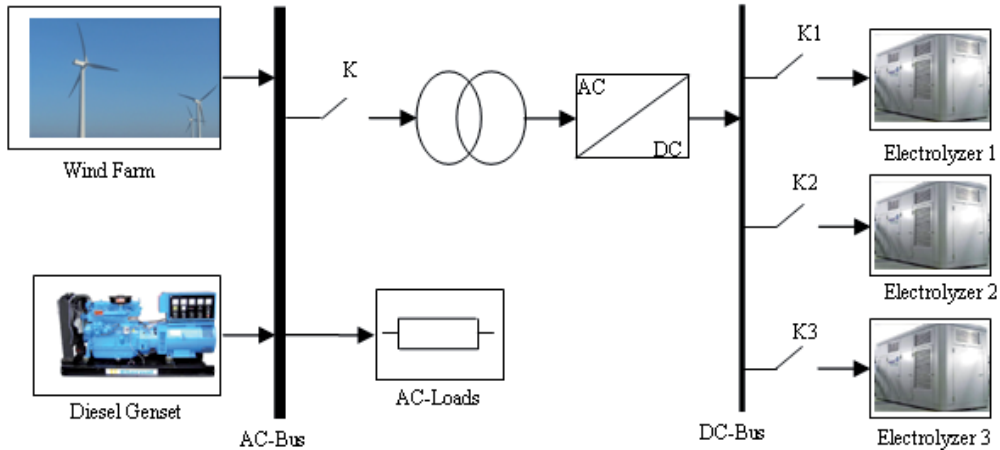 Wind Farm
Diesel Genset
AC-Bus
K
AC-Loads
AC
DC
DC-Bus
K1
Electrolyzer 1
K2
Electrolyzer 2
K3
Electrolyzer 3